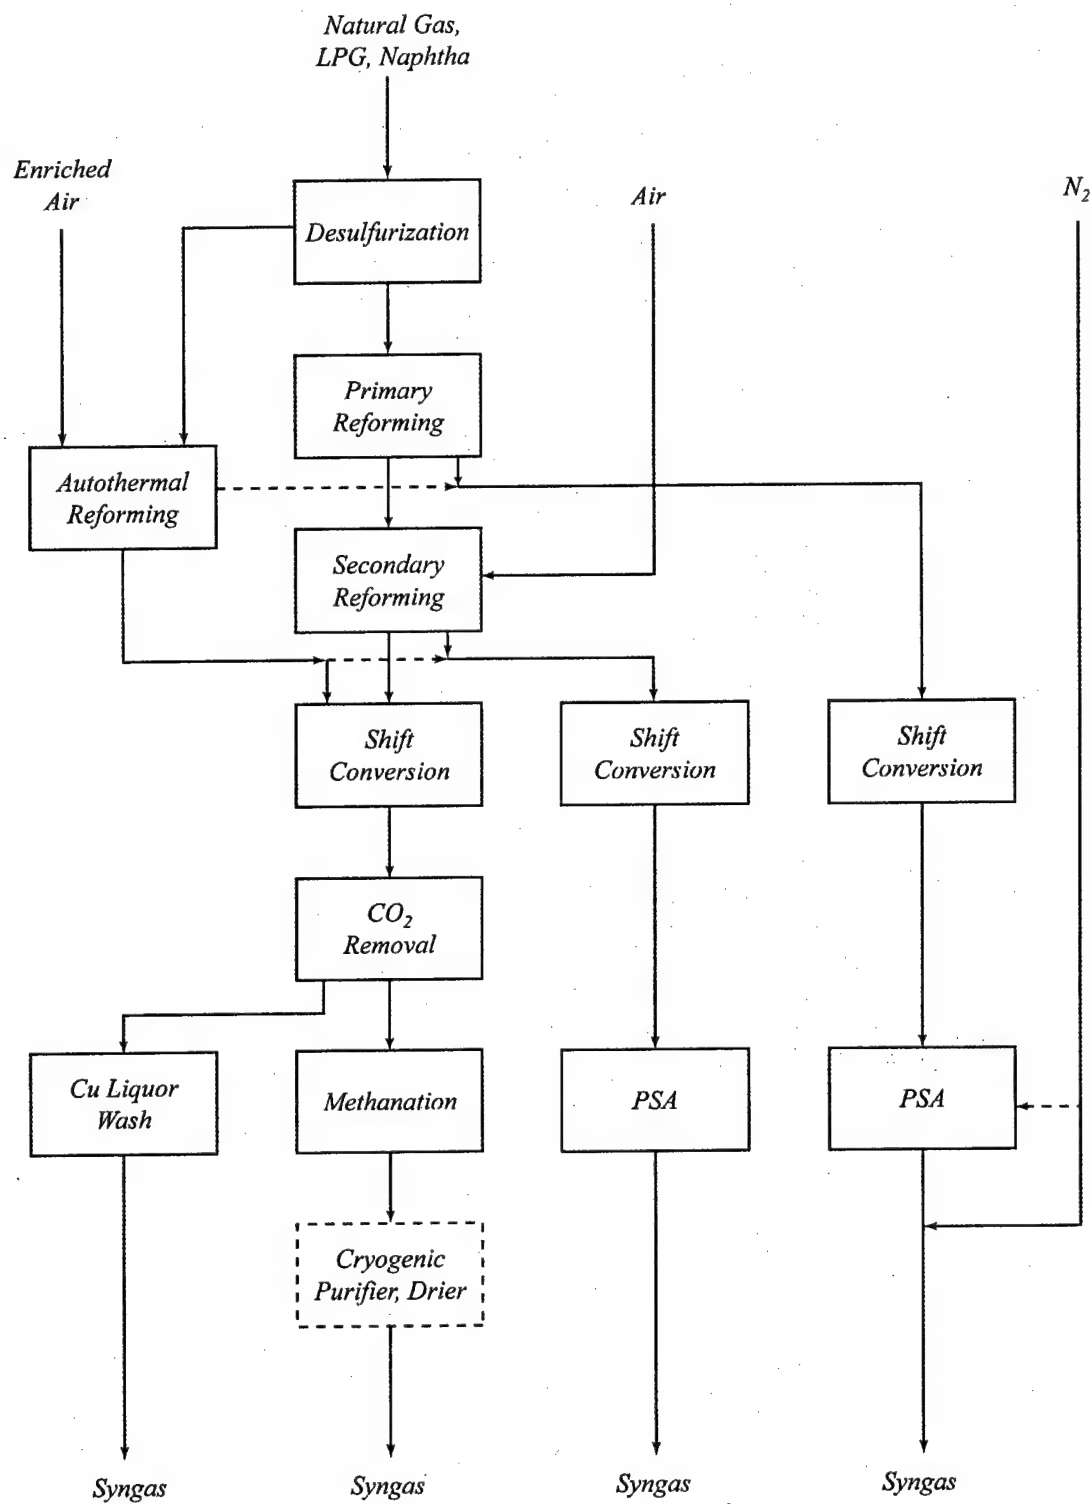 Natural Gas,
LPG, Naphtha
Enriched
Air
Air
N2
Desulfurization
Primary
Reforming
Autothermal
Reforming
Secondary
Reforming
Shift
Conversion
Shift
Conversion
Shift
Conversion
CO2
Removal
Cu Liquor
Wash
Methanation
PSA
PSA
Cryogenic
Purifier, Drier
Syngas
Syngas
Syngas
Syngas